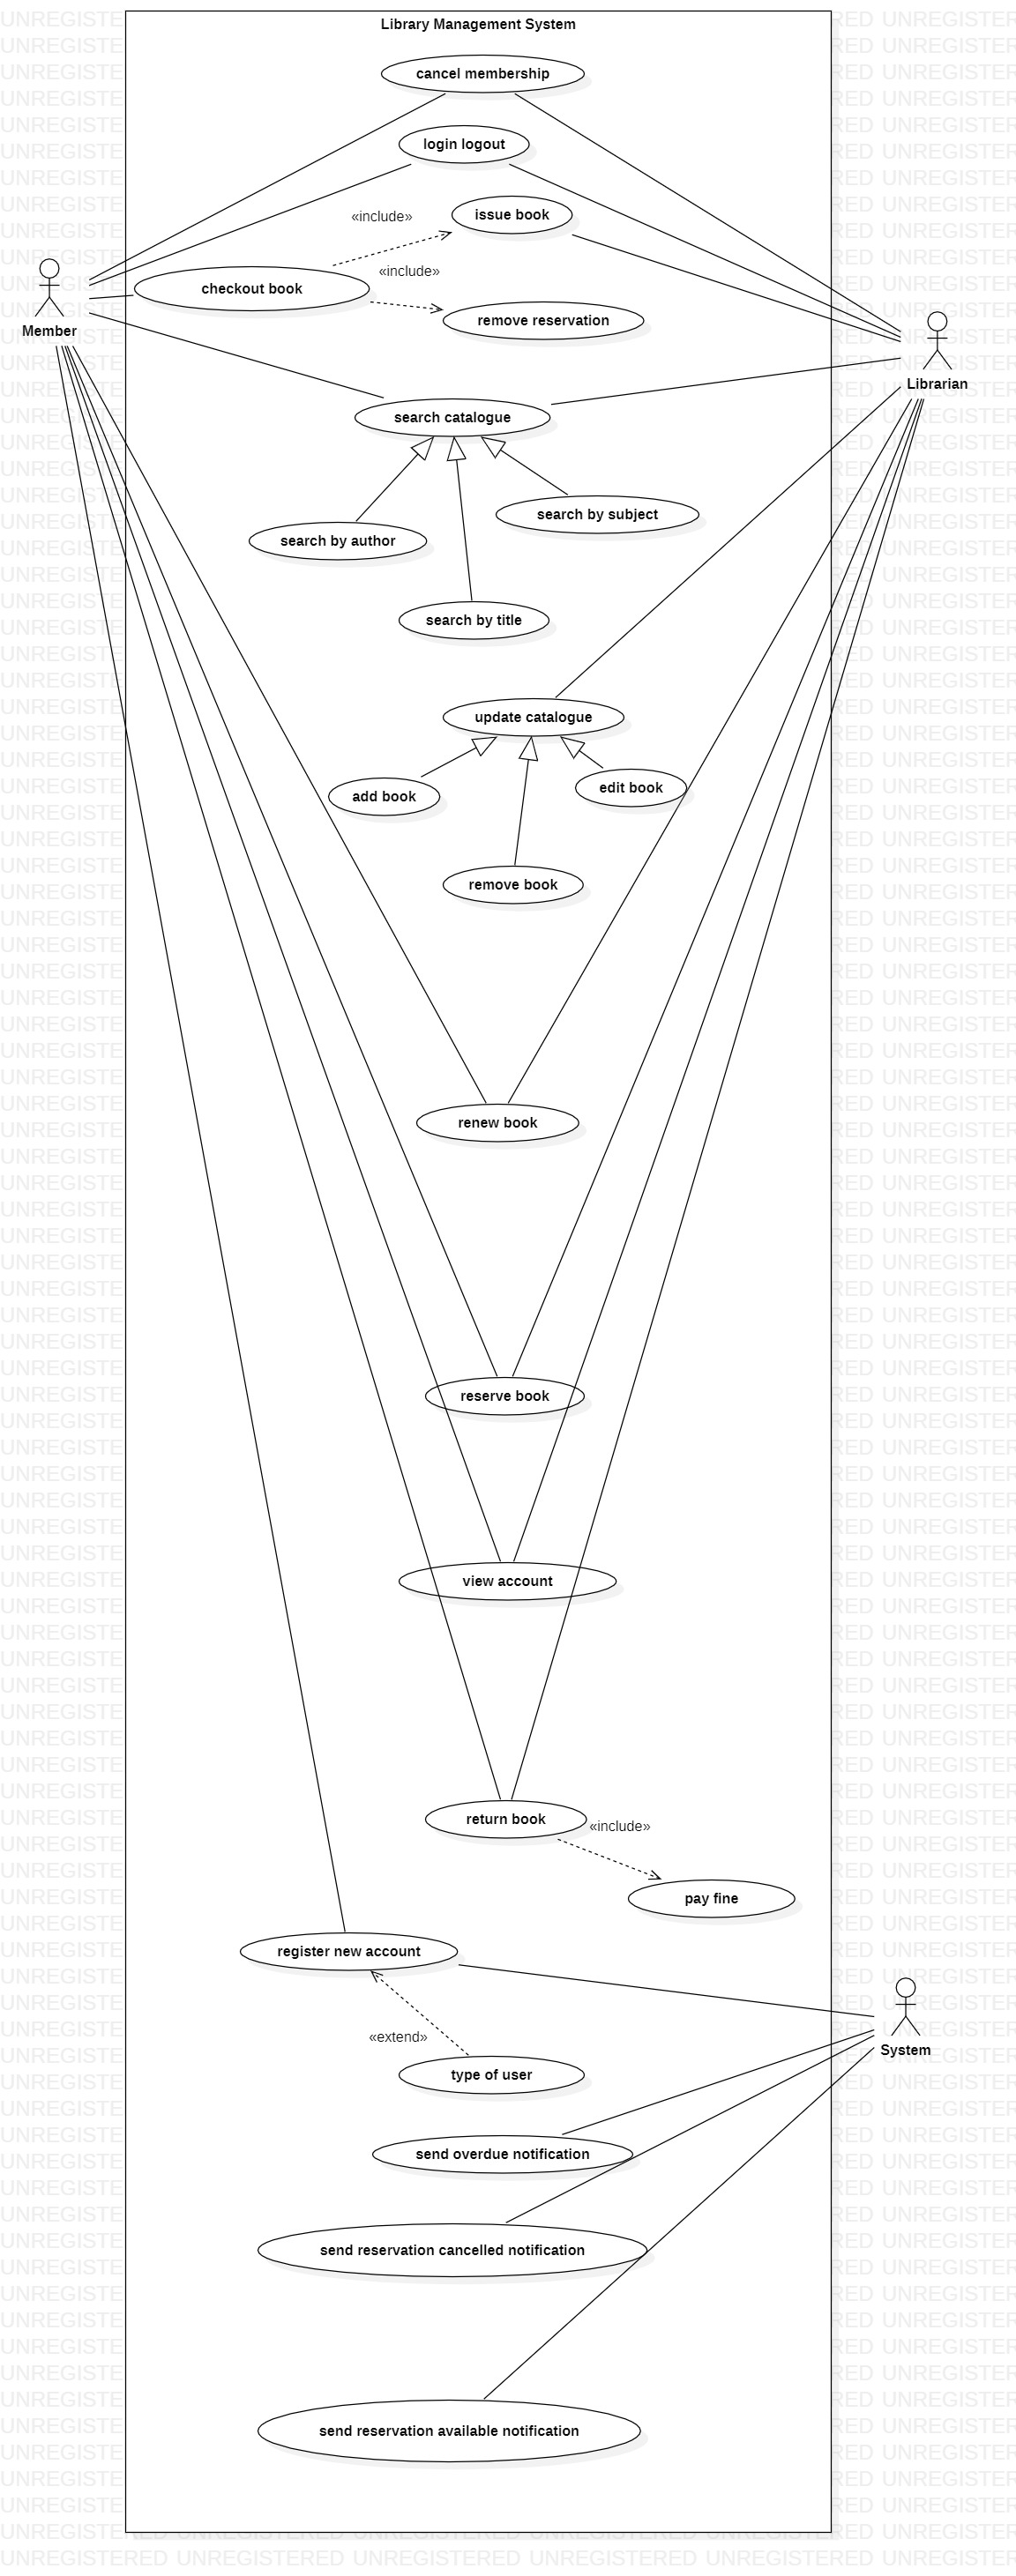 Library Management System
cancel membership
login logout
«include»
issue book
«include»
checkout book
remove reservation
Member
Librarian
search catalogue
search by subject
search by author
search by title
update catalogue
edit book
add book
remove book
renew book
reserve book
view account
return book
«include»
pay fine
register new account
«extend»
System
type of user
send overdue notification
send reservation cancelled notification
send reservation available notification
UNREGISTERED UNREGISTERED UNREGISTERED UNREGISTERED UNREGISTERED UNREGISTERED